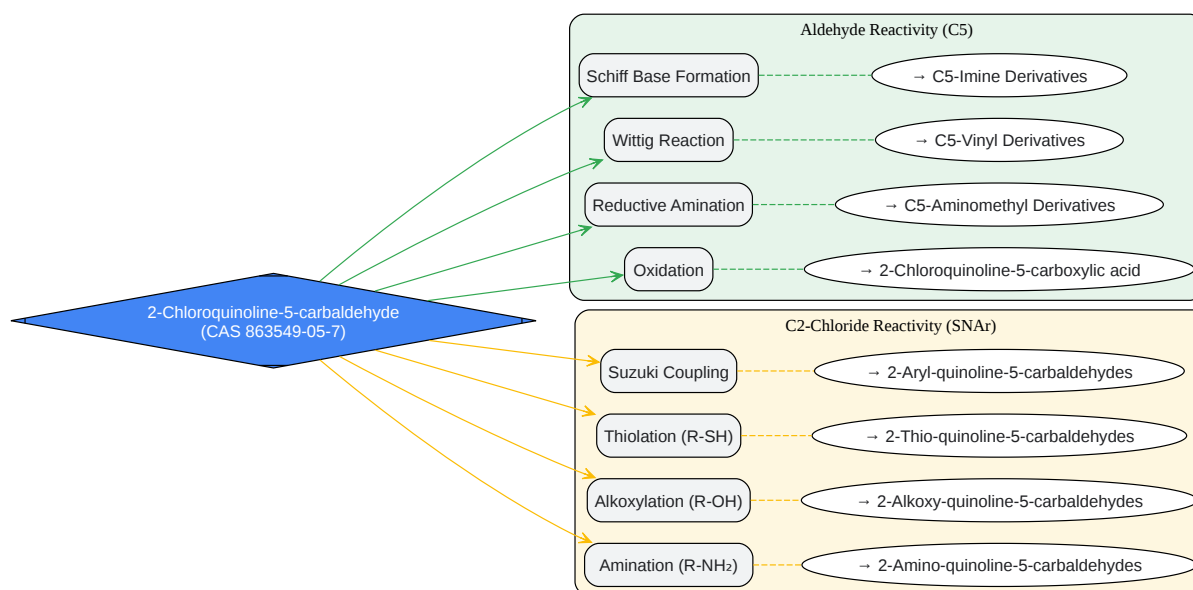 Aldehyde Reactivity (C5)
Schiff Base Formation
→ C5-Imine Derivatives
Wittig Reaction
→ C5-Vinyl Derivatives
Reductive Amination
→ C5-Aminomethyl Derivatives
Oxidation
→ 2-Chloroquinoline-5-carboxylic acid
2-Chloroquinoline-5-carbaldehyde
(CAS 863549-05-7)
C2-Chloride Reactivity (SNAr)
Suzuki Coupling
→ 2-Aryl-quinoline-5-carbaldehydes
Thiolation (R-SH)
→ 2-Thio-quinoline-5-carbaldehydes
Alkoxylation (R-OH)
→ 2-Alkoxy-quinoline-5-carbaldehydes
Amination (R-NH₂)
→ 2-Amino-quinoline-5-carbaldehydes